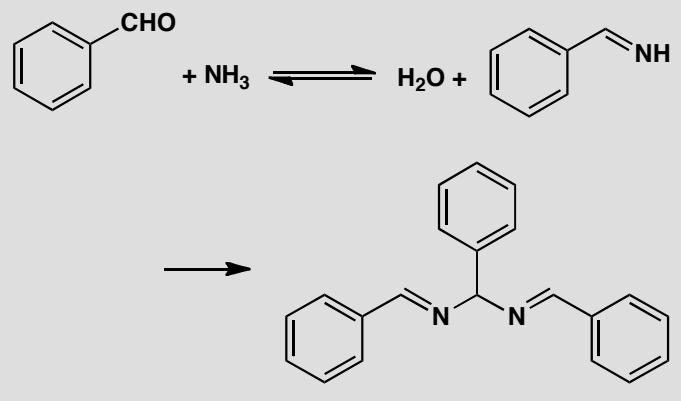 CHO
+ NH₃ H₂O + NH
N N